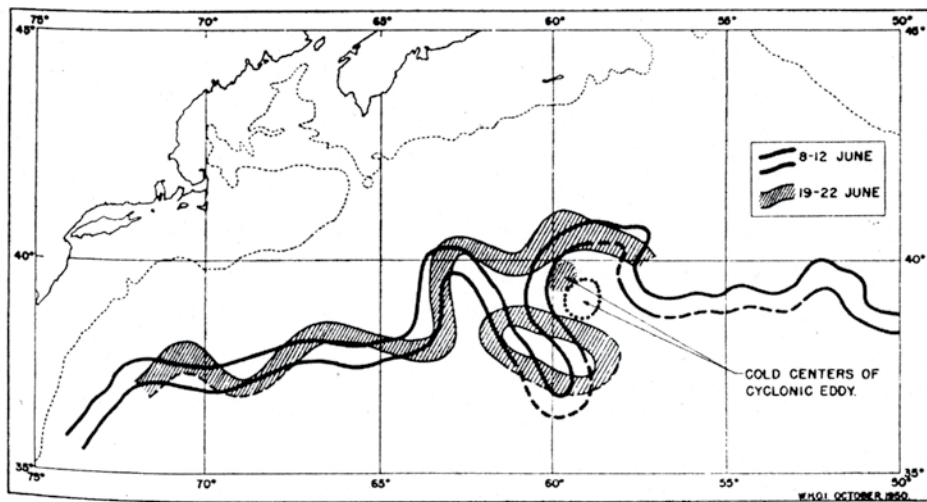 75° 70° 65° 60° 55° 50°
45° 45°
8-12 JUNE
19-22 JUNE
40° 40°
COLD CENTERS OF
CYCLONIC EDDY.
35° 35°
75° 70° 65° 60° 55° 50°
W.H.O.I. OCTOBER, 1950.